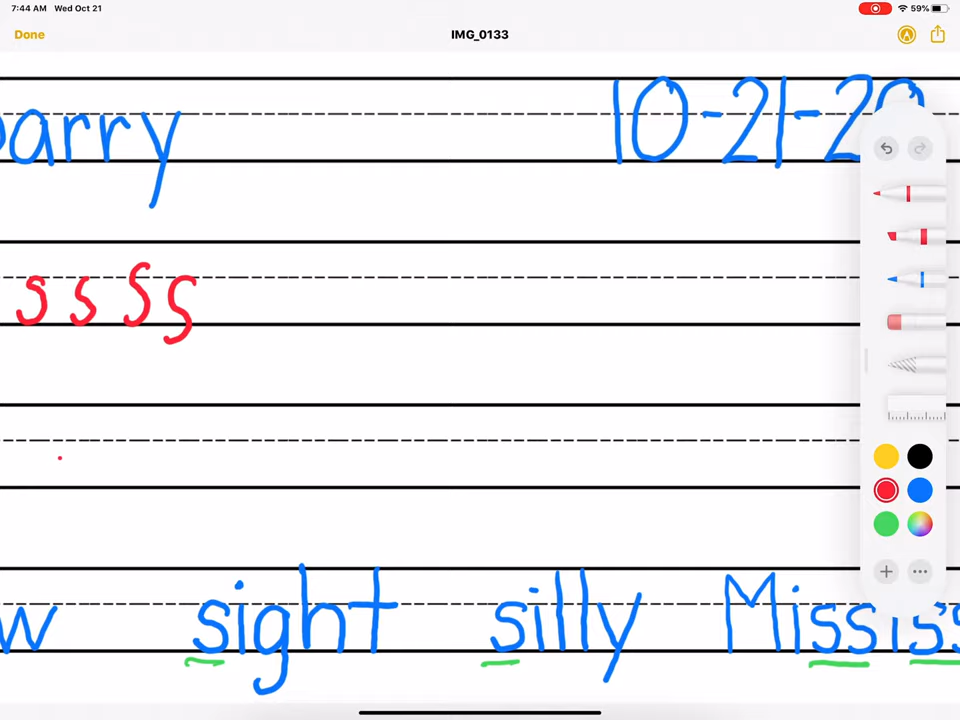 7:44 AM Wed Oct 21 59%
Done IMG_0133
arry 10-21-20
s s s s
w sight silly Mississ